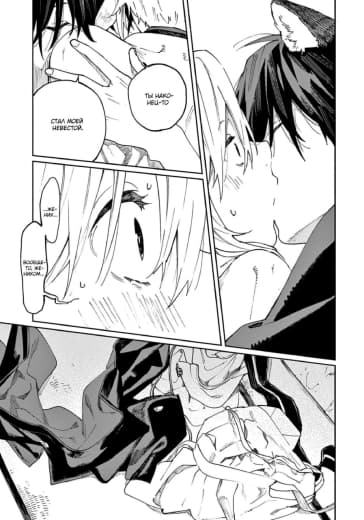 ТЫ НАКО-
НЕЦ-ТО
СТАЛ МОЕЙ
НЕВЕСТОЙ.
...ЖЕ-
НИХ...
ВООБЩЕ-
ТО, ЖЕ-
НИХОМ...